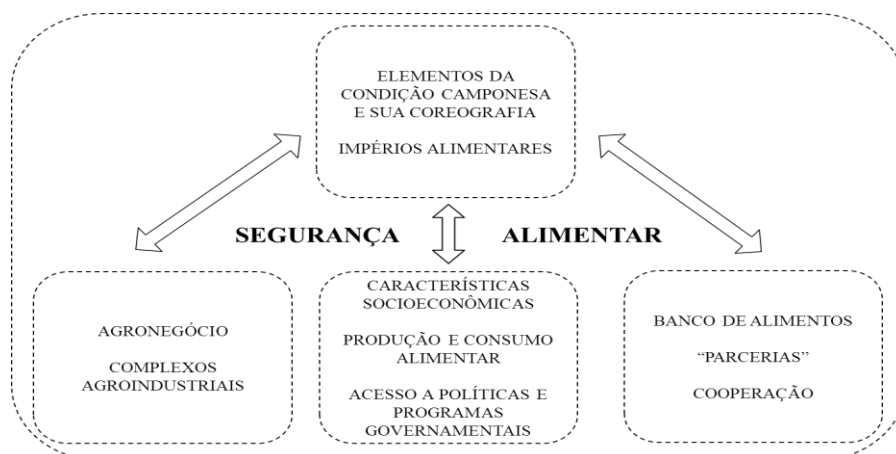 ELEMENTOS DA
CONDIÇÃO CAMPONESA
E SUA COREOGRAFIA
IMPÉRIOS ALIMENTARES
SEGURANÇA ALIMENTAR
AGRONEGÓCIO
COMPLEXOS
AGROINDUSTRIAIS
CARACTERÍSTICAS
SOCIOECONÔMICAS
PRODUÇÃO E CONSUMO
ALIMENTAR
ACESSO A POLÍTICAS E
PROGRAMAS
GOVERNAMENTAIS
BANCO DE ALIMENTOS
“PARCERIAS”
COOPERAÇÃO